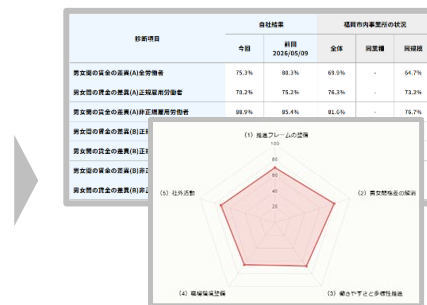 診断項目 自社結果 福岡市内事業所の状況
今回 前回 全体 同業種 同規模
2026/05/09
男女間の賃金の差異(A)全労働者 75.3% 80.3% 69.9% - 64.7%
男女間の賃金の差異(A)正規雇用労働者 78.2% 75.2% 76.3% - 73.2%
男女間の賃金の差異(A)非正規雇用労働者 98.9% 95.4% 81.6% - 76.7%
男女間の賃金の差異(B)正
男女間の賃金の差異(B)正
男女間の賃金の差異(B)非
男女間の賃金の差異(B)非
(1) 推進フレームの整備
100
80
60
40
20
(2) 男女間格差の解消
(3) 働きやすさと多様性推進
(4) 職場環境整備
(5) 社外活動